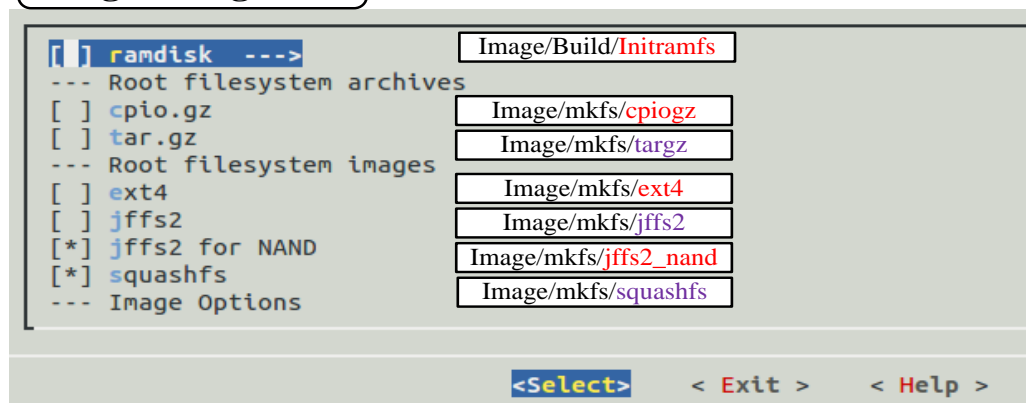 [ ] ramdisk ---> Image/Build/Initramfs
--- Root filesystem archives
[ ] cpio.gz Image/mkfs/cpiogz
[ ] tar.gz Image/mkfs/targz
--- Root filesystem images
[ ] ext4 Image/mkfs/ext4
[ ] jffs2 Image/mkfs/jffs2
[*] jffs2 for NAND Image/mkfs/jffs2_nand
[*] squashfs Image/mkfs/squashfs
--- Image Options
<Select> < Exit > < Help >